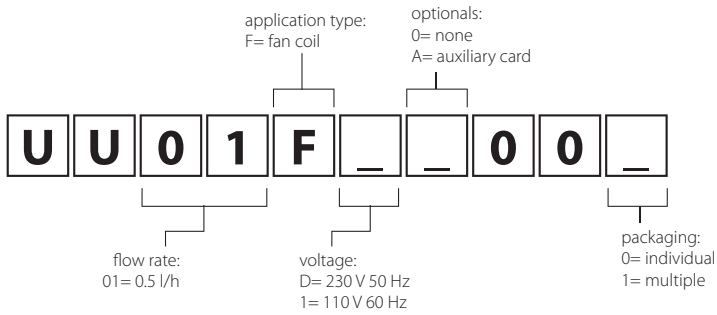 application type:
F= fan coil
optionals:
0= none
A= auxiliary card
U U 0 1 F _ _ 0 0 _
flow rate:
01= 0.5 l/h
voltage:
D= 230 V 50 Hz
1= 110 V 60 Hz
packaging:
0= individual
1= multiple